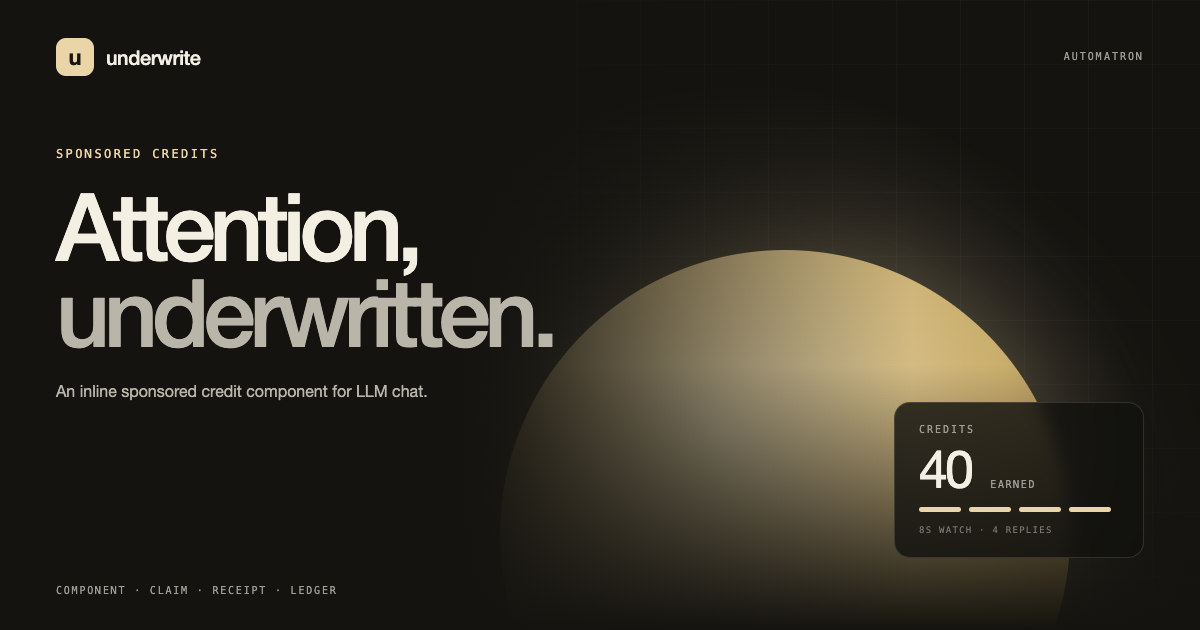 u underwrite
AUTOMATRON
SPONSORED CREDITS
Attention,
underwritten.
An inline sponsored credit component for LLM chat.
CREDITS
40 EARNED
8S WATCH · 4 REPLIES
COMPONENT · CLAIM · RECEIPT · LEDGER